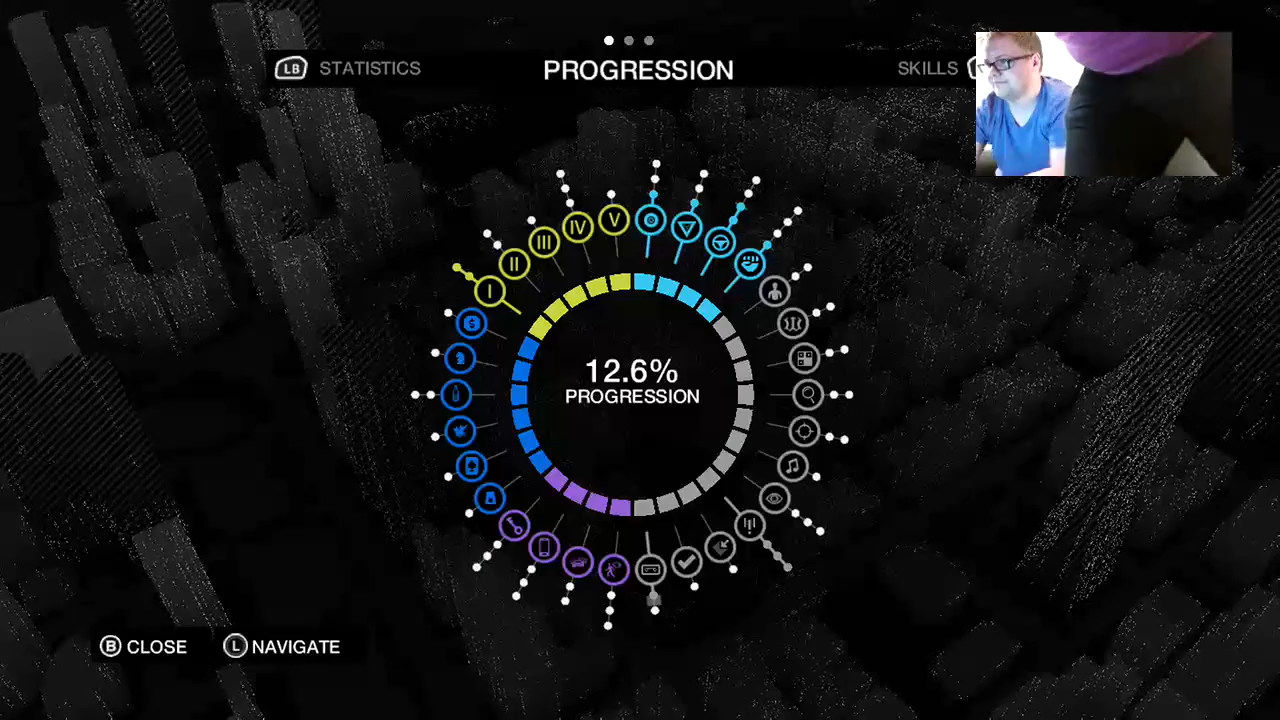 LB STATISTICS
PROGRESSION
SKILLS
I
II
III
IV
V
12.6%
PROGRESSION
B CLOSE
L NAVIGATE